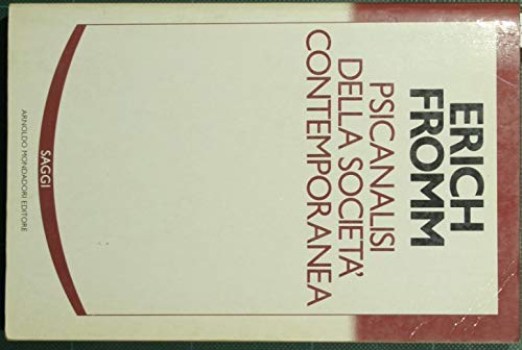 ERICH
FROMM
PSICANALISI
DELLA SOCIETA'
CONTEMPORANEA
SAGGI
ARNOLDO MONDADORI EDITORE